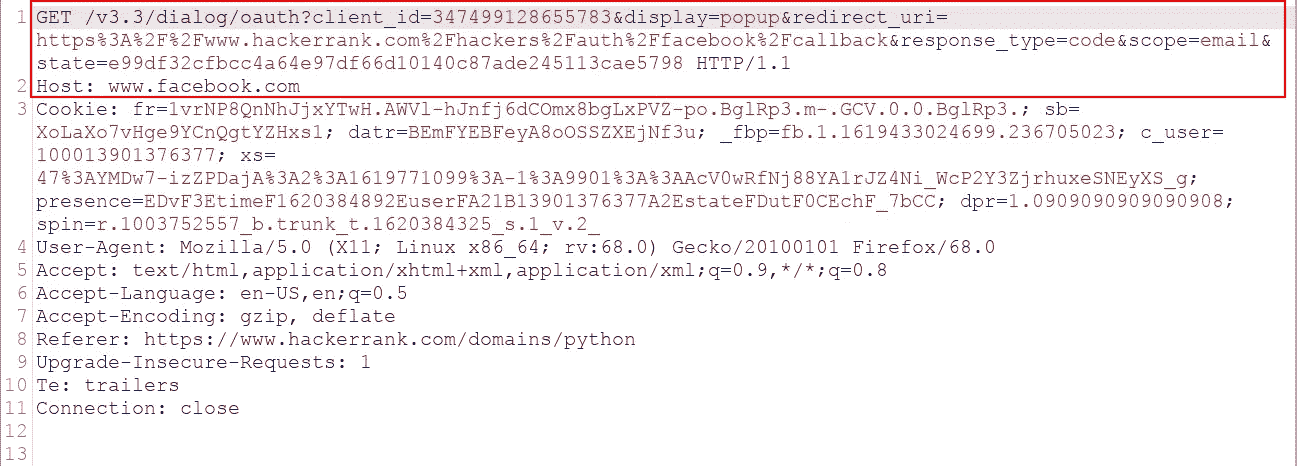 1 GET /v3.3/dialog/oauth?client_id=347499128655783&display=popup&redirect_uri=
https%3A%2F%2Fwww.hackerrank.com%2Fhackers%2Fauth%2Ffacebook%2Fcallback&response_type=code&scope=email&
state=e99df32cfbcc4a64e97df66d10140c87ade245113cae5798 HTTP/1.1
2 Host: www.facebook.com
3 Cookie: fr=1vrNP8QnNhJjxYTwH.AWVl-hJnfj6dCOmx8bgLxPVZ-po.BglRp3.m-.GCV.0.0.BglRp3.; sb=
XoLaXo7vHge9YCnQgtYZHxs1; datr=BEmFYEBFeyA8oOSSZXEjNf3u; _fbp=fb.1.1619433024699.236705023; c_user=
100013901376377; xs=
47%3AYMDw7-izZPDajA%3A2%3A1619771099%3A-1%3A9901%3A%3AAcV0wRfNj88YA1rJZ4Ni_WcP2Y3ZjrhuxeSNEyXS_g;
presence=EDvF3EtimeF1620384892EuserFA21B13901376377A2EstateFDutF0CEchF_7bCC; dpr=1.0909090909090908;
spin=r.1003752557_b.trunk_t.1620384325_s.1_v.2_
4 User-Agent: Mozilla/5.0 (X11; Linux x86_64; rv:68.0) Gecko/20100101 Firefox/68.0
5 Accept: text/html,application/xhtml+xml,application/xml;q=0.9,*/*;q=0.8
6 Accept-Language: en-US,en;q=0.5
7 Accept-Encoding: gzip, deflate
8 Referer: https://www.hackerrank.com/domains/python
9 Upgrade-Insecure-Requests: 1
10 Te: trailers
11 Connection: close
12
13